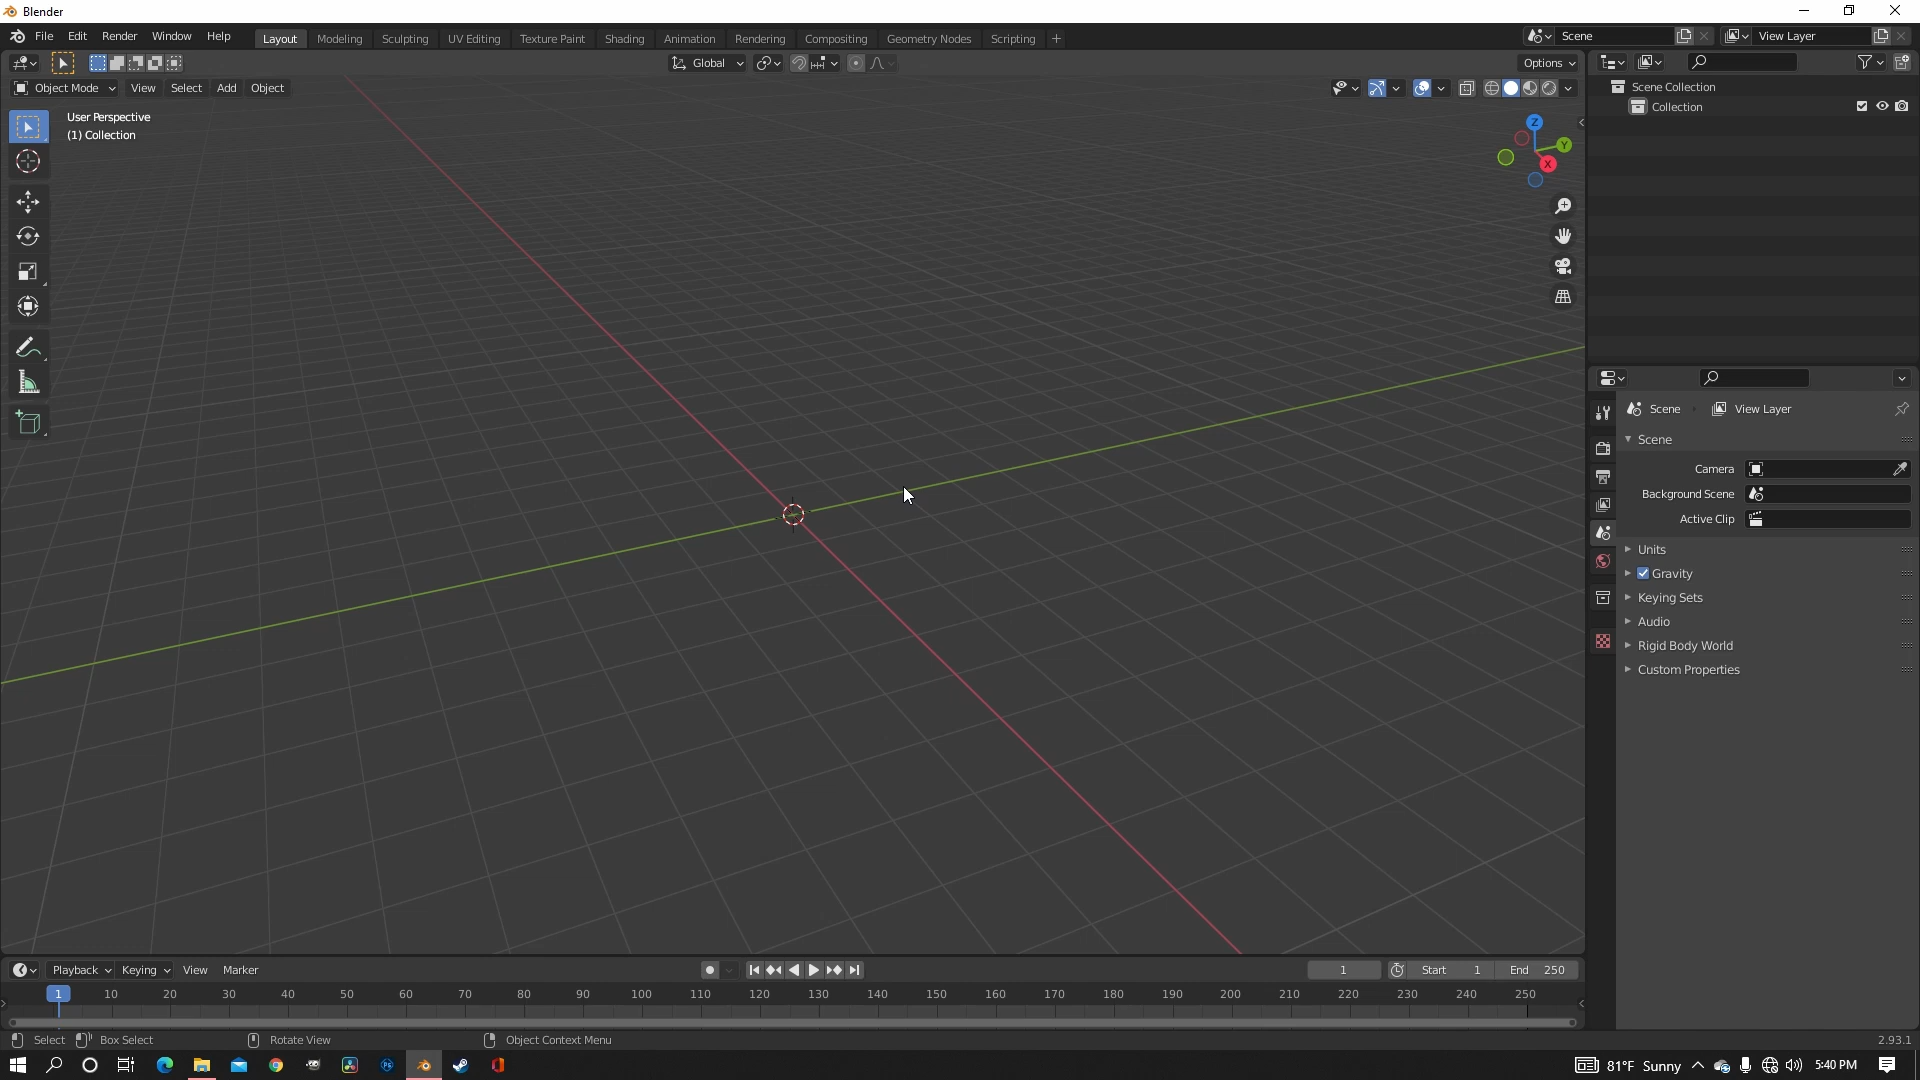 Blender
File Edit Render Window Help Layout Modeling Sculpting UV Editing Texture Paint Shading Animation Rendering Compositing Geometry Nodes Scripting + Scene View Layer
Global Options
Object Mode View Select Add Object
User Perspective
(1) Collection
Z
Y
X
Scene Collection
Collection
Scene View Layer
Scene
Camera
Background Scene
Active Clip
Units
Gravity
Keying Sets
Audio
Rigid Body World
Custom Properties
Playback Keying View Marker 1 Start 1 End 250
1 10 20 30 40 50 60 70 80 90 100 110 120 130 140 150 160 170 180 190 200 210 220 230 240 250
Select Box Select Rotate View Object Context Menu 2.93.1
Ps 81°F Sunny 5:40 PM